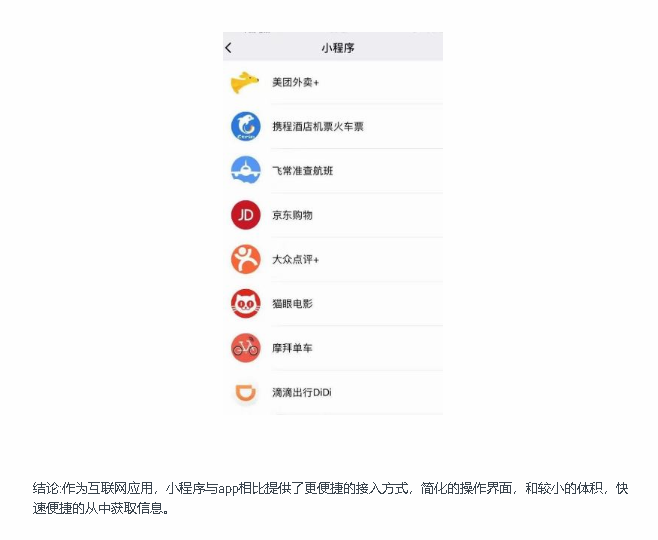 小程序
美团外卖+
携程酒店机票火车票
飞常准查航班
JD
京东购物
大众点评+
猫眼电影
摩拜单车
滴滴出行DiDi
结论:作为互联网应用，小程序与app相比提供了更便捷的接入方式，简化的操作界面，和较小的体积，快
速便捷的从中获取信息。